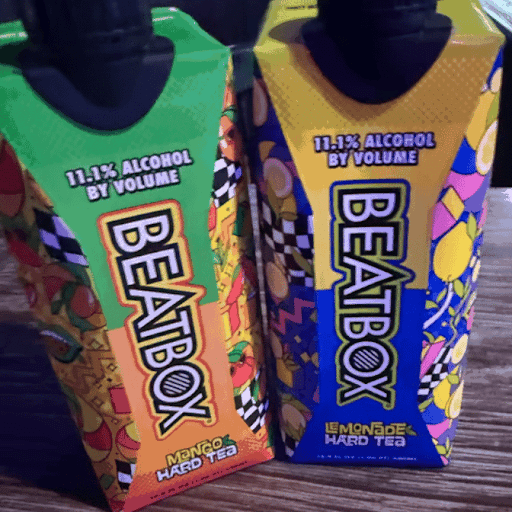 11.1% ALCOHOL
BY VOLUME
BEATBOX
MANGO
HARD TEA
11.1% ALCOHOL
BY VOLUME
BEATBOX
LEMONADE
HARD TEA